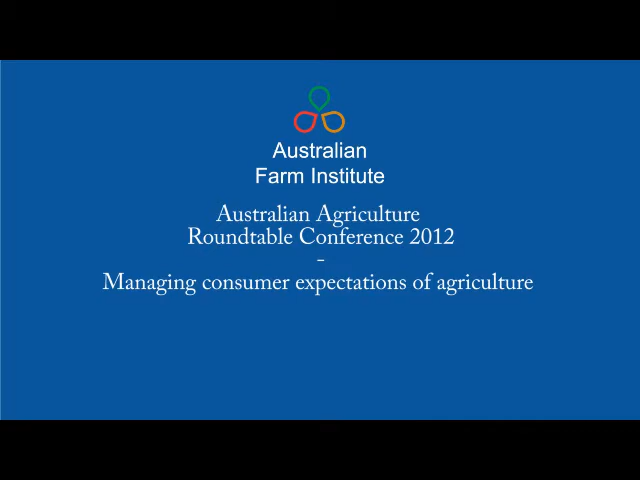 Australian
Farm Institute
Australian Agriculture
Roundtable Conference 2012
-
Managing consumer expectations of agriculture